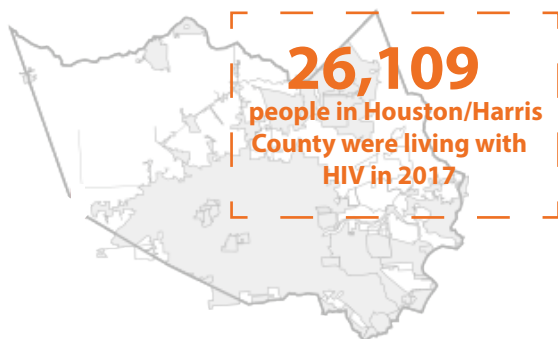 26,109
people in Houston/Harris
County were living with
HIV in 2017